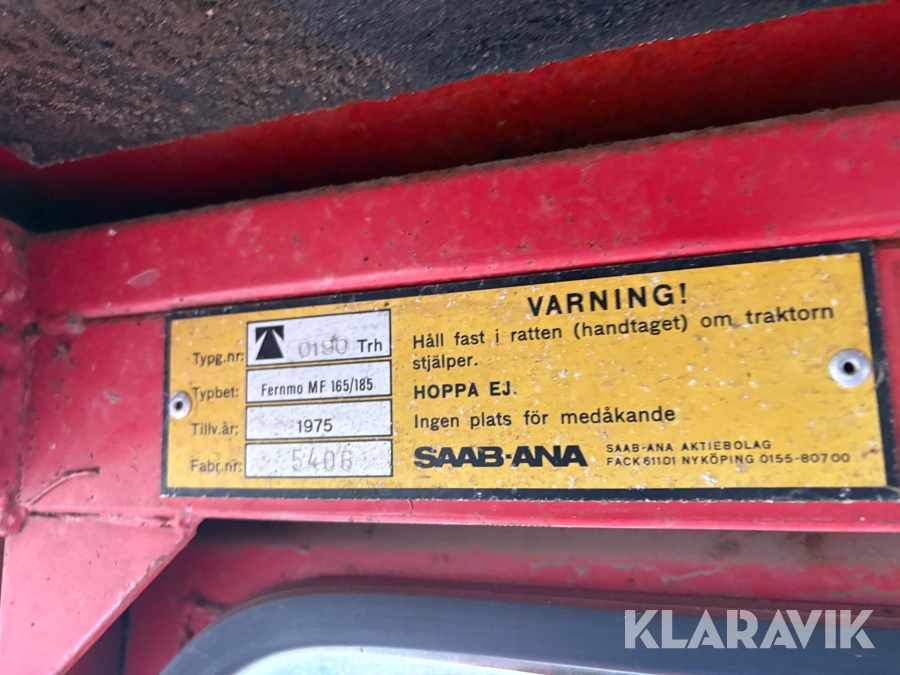 VARNING!
Håll fast i ratten (handtaget) om traktorn
stjälper.
HOPPA EJ.
Ingen plats för medåkande
SAAB-ANA SAAB-ANA AKTIEBOLAG
FACK 61101 NYKÖPING 0155-80700
Typg.nr: 0190 Trh
Typbet: Fernmo MF 165/185
Tillv.år: 1975
Fabr.nr: 5406
KLARAVIK